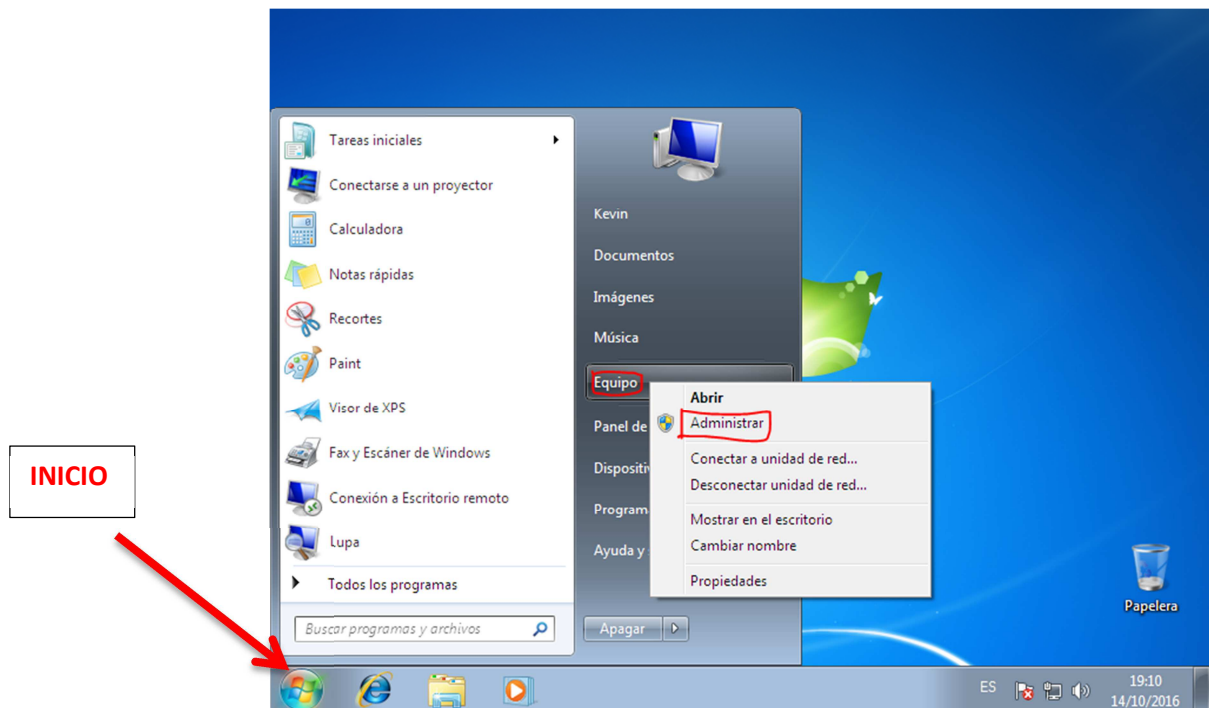 INICIO
Tareas iniciales
Conectarse a un proyector
Calculadora
Notas rápidas
Recortes
Paint
Visor de XPS
Fax y Escáner de Windows
Conexión a Escritorio remoto
Lupa
Todos los programas
Buscar programas y archivos
Kevin
Documentos
Imágenes
Música
Equipo
Panel de
Dispositiv
Program
Ayuda y
Apagar
Abrir
Administrar
Conectar a unidad de red...
Desconectar unidad de red...
Mostrar en el escritorio
Cambiar nombre
Propiedades
Papelera
ES
19:10
14/10/2016